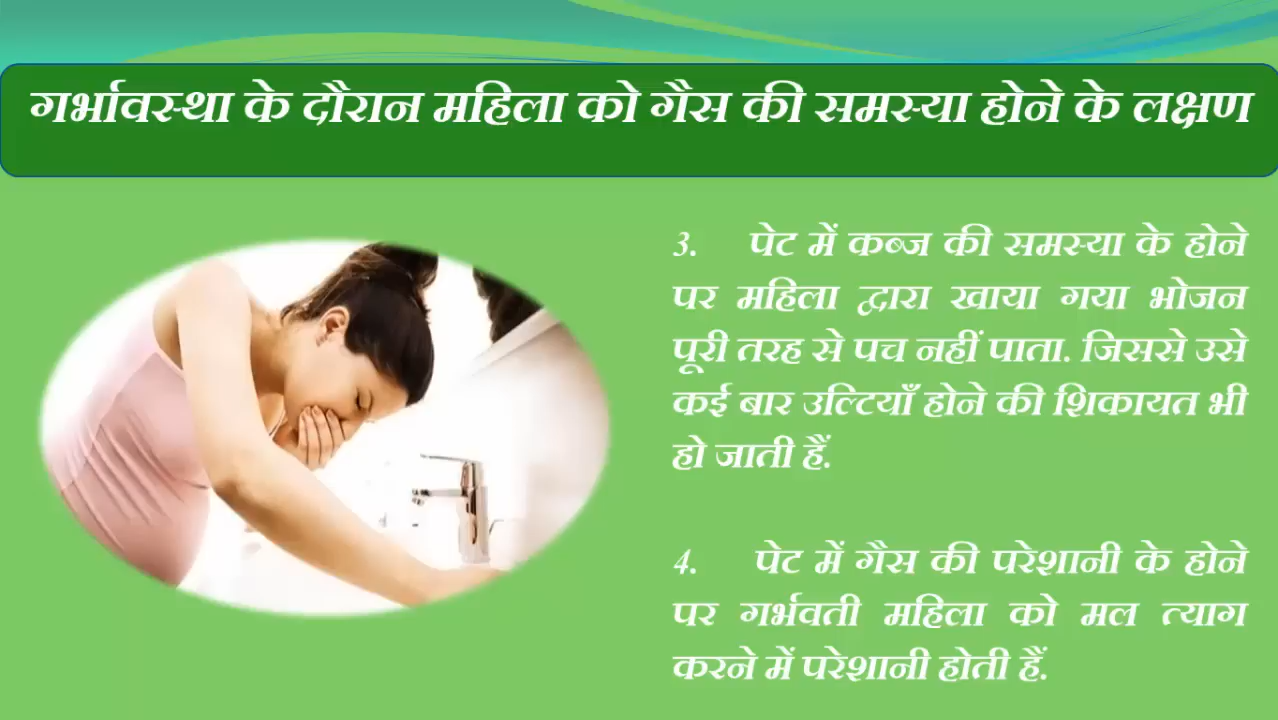 गर्भावस्था के दौरान महिला को गैस की समस्या होने के लक्षण
3. पेट में कब्ज की समस्या के होने
पर महिला द्वारा खाया गया भोजन
पूरी तरह से पच नहीं पाता. जिससे उसे
कई बार उल्टियाँ होने की शिकायत भी
हो जाती हैं.
4. पेट में गैस की परेशानी के होने
पर गर्भवती महिला को मल त्याग
करने में परेशानी होती हैं.